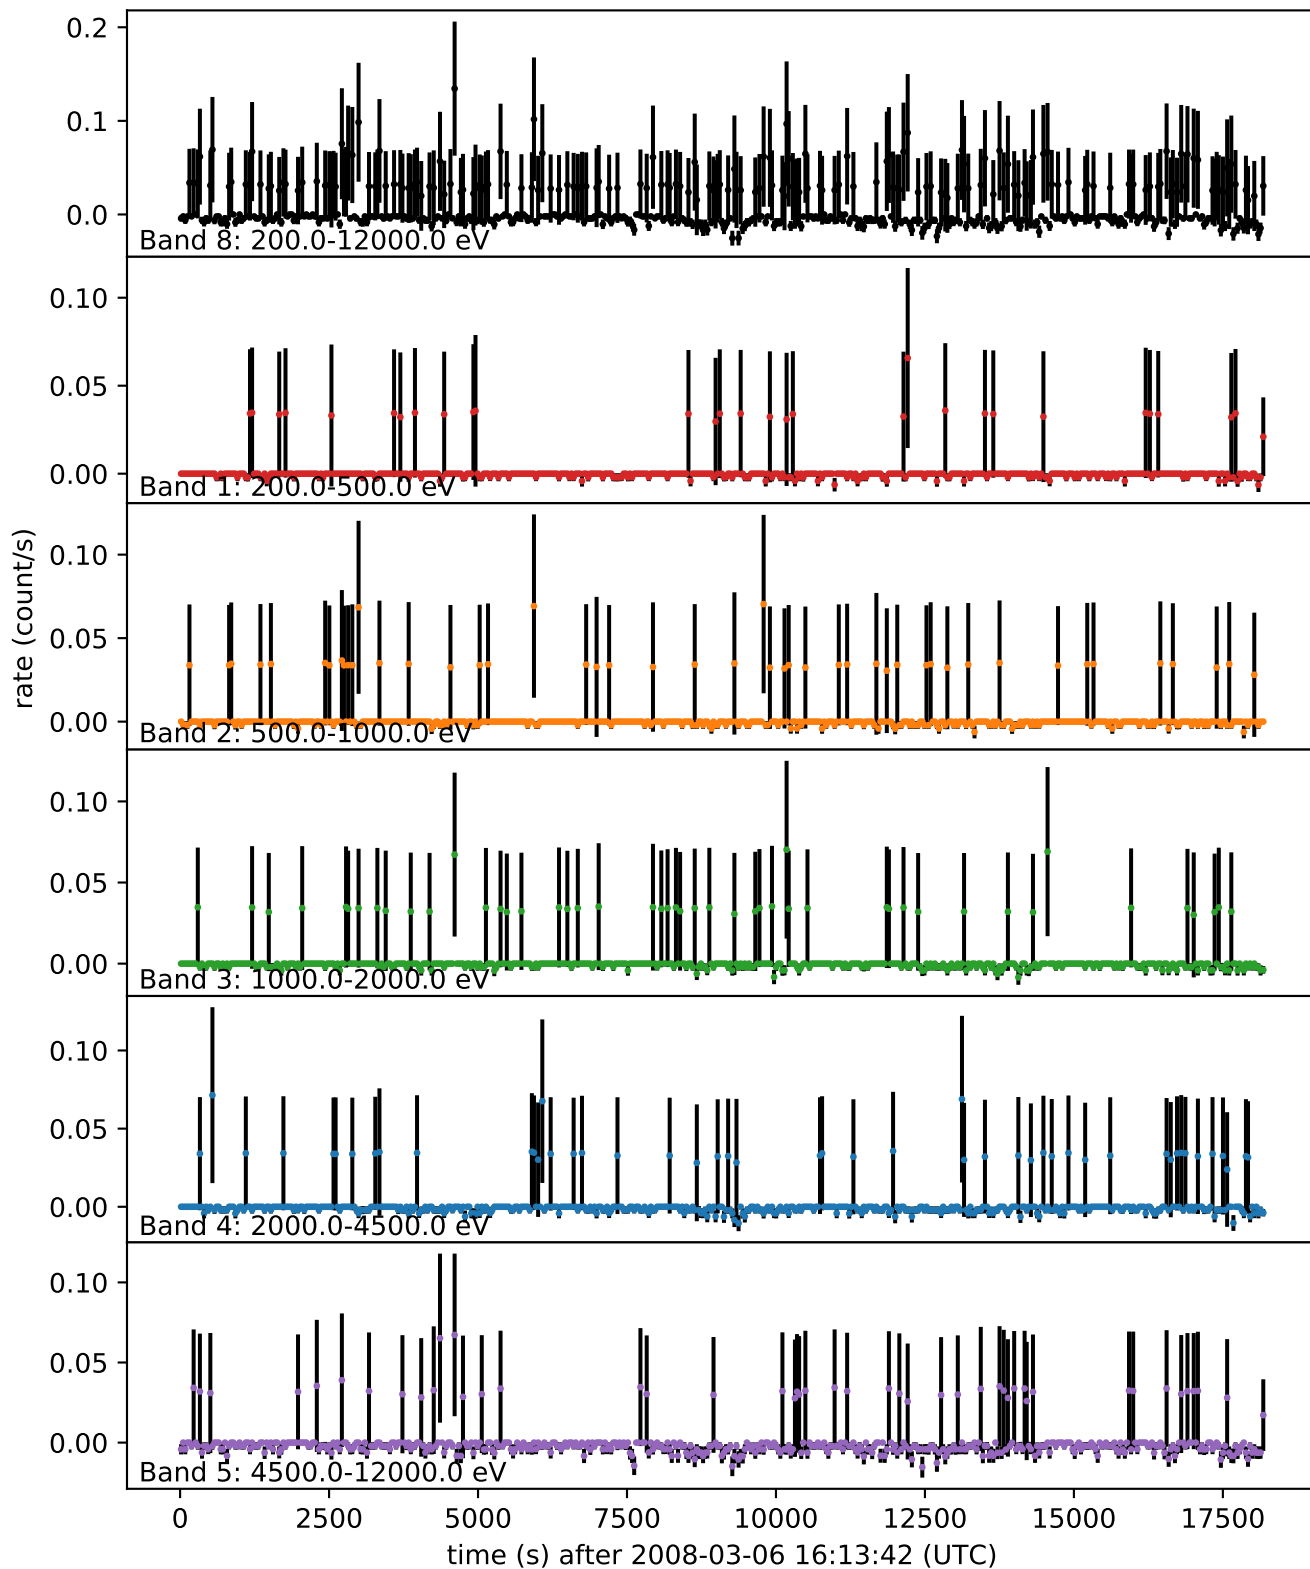 0.2
0.1
0.0
Band 8: 200.0-12000.0 eV
0.10
0.05
0.00
Band 1: 200.0-500.0 eV
rate (count/s)
0.10
0.05
0.00
Band 2: 500.0-1000.0 eV
0.10
0.05
0.00
Band 3: 1000.0-2000.0 eV
0.10
0.05
0.00
Band 4: 2000.0-4500.0 eV
0.10
0.05
0.00
Band 5: 4500.0-12000.0 eV
0 2500 5000 7500 10000 12500 15000 17500
time (s) after 2008-03-06 16:13:42 (UTC)